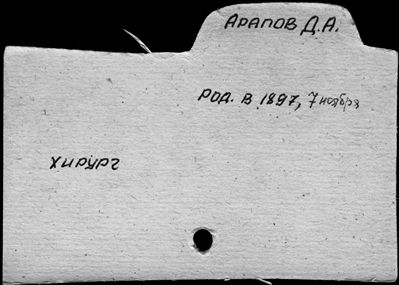 Арапов Д.А.
род. в 1897, 7 ноября
хирург